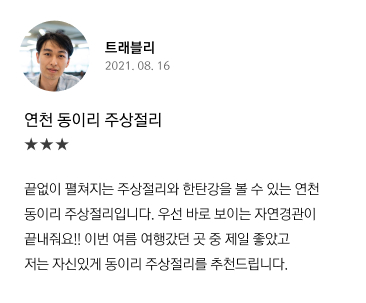 트래블리
2021. 08. 16
연천 동이리 주상절리
★★★
끝없이 펼쳐지는 주상절리와 한탄강을 볼 수 있는 연천
동이리 주상절리입니다. 우선 바로 보이는 자연경관이
끝내줘요!! 이번 여름 여행갔던 곳 중 제일 좋았고
저는 자신있게 동이리 주상절리를 추천드립니다.